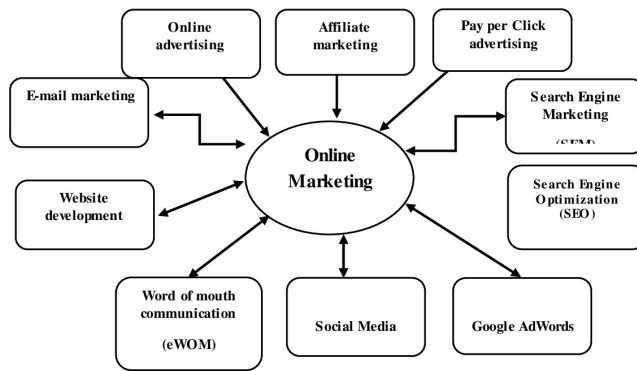 Online
advertising
Affiliate
marketing
Pay per Click
advertising
E-mail marketing
Search Engine
Marketing
(SEM)
Online
Marketing
Website
development
Search Engine
Optimization
(SEO)
Word of mouth
communication
(eWOM)
Social Media
Google AdWords